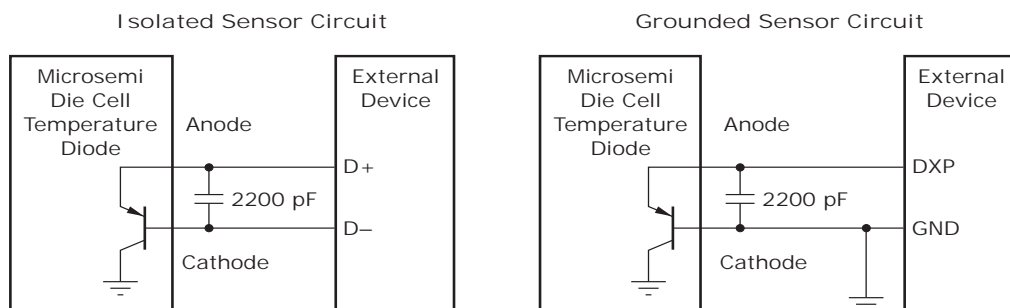 Isolated Sensor Circuit
Microsemi
Die Cell
Temperature
Diode
Anode
External
Device
D+
2200 pF
D–
Cathode
Grounded Sensor Circuit
Microsemi
Die Cell
Temperature
Diode
Anode
External
Device
DXP
2200 pF
GND
Cathode